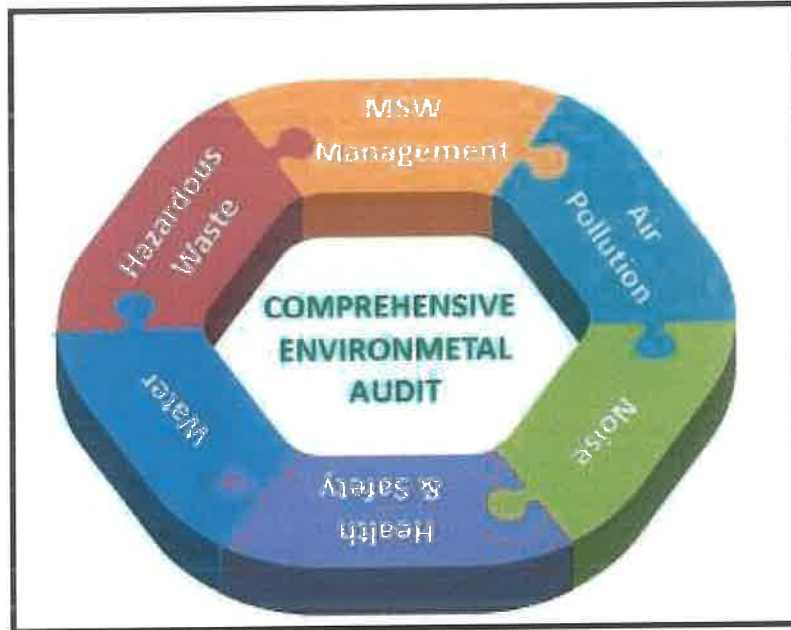 MSW
Management
Air
Pollution
Noise
Health
& Safety
Water
Hazardous
Waste
COMPREHENSIVE
ENVIRONMETAL
AUDIT